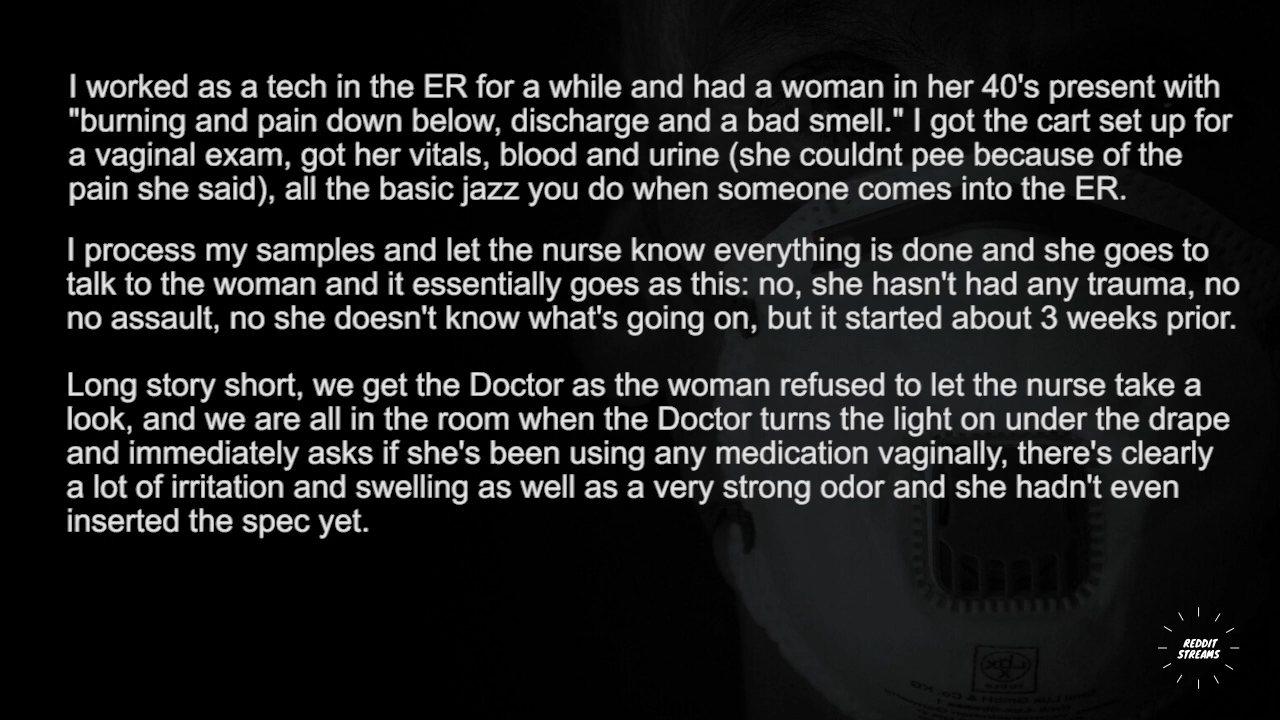 I worked as a tech in the ER for a while and had a woman in her 40's present with
"burning and pain down below, discharge and a bad smell." I got the cart set up for
a vaginal exam, got her vitals, blood and urine (she couldnt pee because of the
pain she said), all the basic jazz you do when someone comes into the ER.
I process my samples and let the nurse know everything is done and she goes to
talk to the woman and it essentially goes as this: no, she hasn't had any trauma, no
no assault, no she doesn't know what's going on, but it started about 3 weeks prior.
Long story short, we get the Doctor as the woman refused to let the nurse take a
look, and we are all in the room when the Doctor turns the light on under the drape
and immediately asks if she's been using any medication vaginally, there's clearly
a lot of irritation and swelling as well as a very strong odor and she hadn't even
inserted the spec yet.
REDDIT
STREAMS